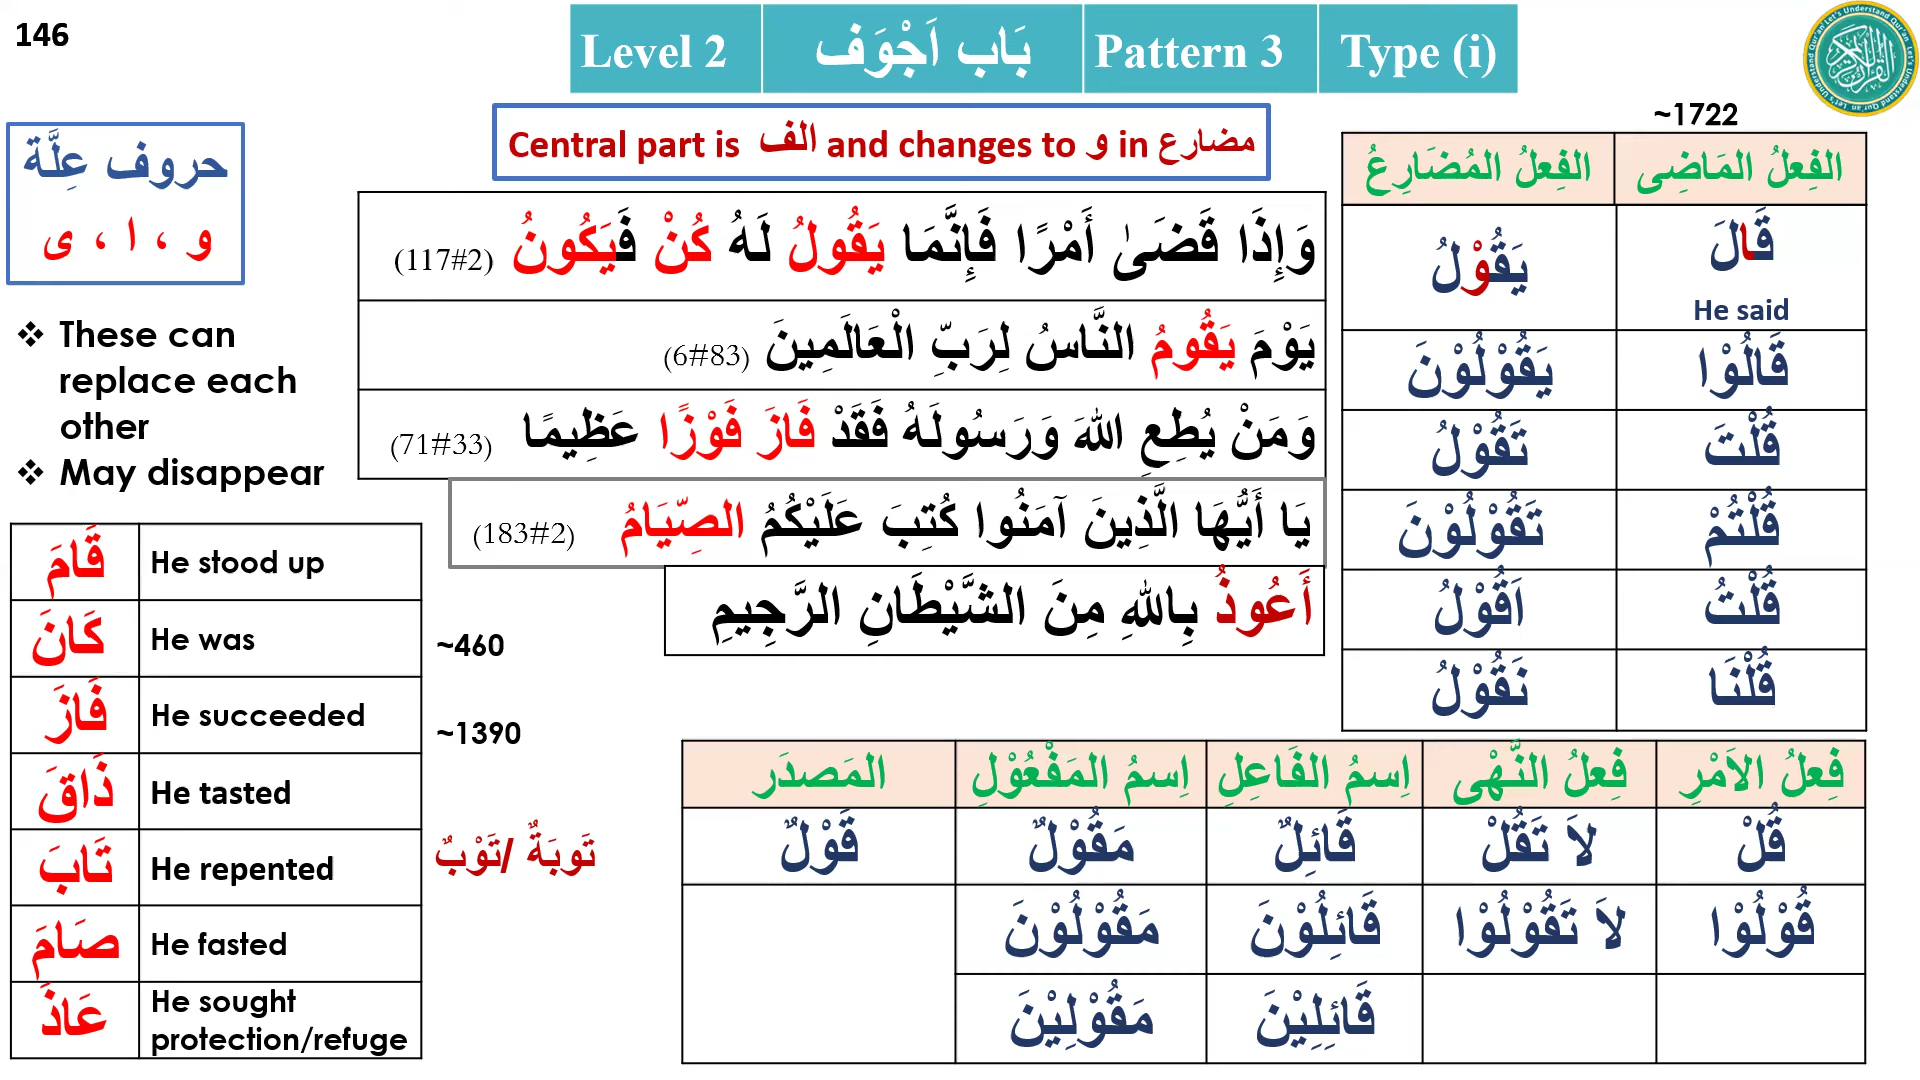 146
Level 2 بَاب اَجْوَف Pattern 3 Type (i)
~1722
حروف عِلَّة
و ، ا ، ی
Central part is الف and changes to و in مضارع
❖ These can replace each other
❖ May disappear
وَإِذَا قَضَىٰ أَمْرًا فَإِنَّمَا يَقُولُ لَهُ كُنْ فَيَكُونُ (117#2)
يَوْمَ يَقُومُ النَّاسُ لِرَبِّ الْعَالَمِينَ (6#83)
وَمَنْ يُطِعِ اللهَ وَرَسُولَهُ فَقَدْ فَازَ فَوْزًا عَظِيمًا (71#33)
يَا أَيُّهَا الَّذِينَ آمَنُوا كُتِبَ عَلَيْكُمُ الصِّيَامُ (183#2)
أَعُوذُ بِاللهِ مِنَ الشَّيْطَانِ الرَّجِيمِ
الفِعلُ المَاضِی الفِعلُ المُضَارِعُ
قَالَ يَقُوْلُ
He said
قَالُوْا يَقُوْلُوْنَ
قُلْتَ تَقُوْلُ
قُلْتُمْ تَقُوْلُوْنَ
قُلْتُ اَقُوْلُ
قُلْنَا نَقُوْلُ
قَامَ He stood up
كَانَ He was ~460
فَازَ He succeeded ~1390
ذَاقَ He tasted
تَابَ He repented تَوبَةٌ /تَوْبٌ
صَامَ He fasted
عَاذَ He sought protection/refuge
فِعلُ الاَمْرِ فِعلُ النَّهْی اِسمُ الفَاعِلِ اِسمُ المَفْعُوْلِ المَصدَر
قُلْ لاَ تَقُلْ قَائِلٌ مَقُوْلٌ قَوْلٌ
قُوْلُوْا لاَ تَقُوْلُوْا قَائِلُوْنَ مَقُوْلُوْنَ
قَائِلِيْنَ مَقُوْلِيْنَ